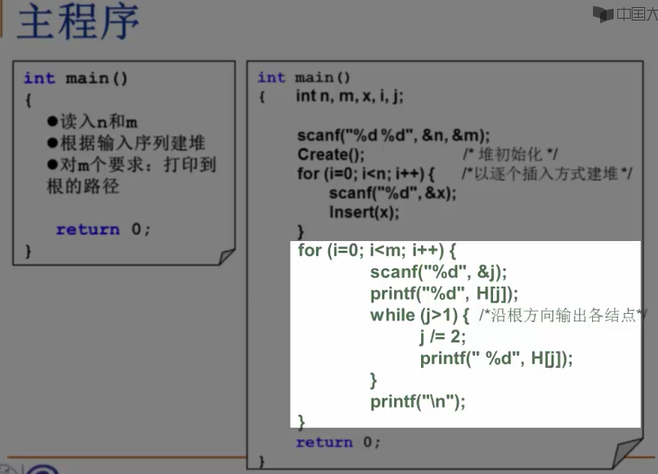 主程序
中国大
int main()
{
●读入n和m
●根据输入序列建堆
●对m个要求：打印到
根的路径
return 0;
}
int main()
{ int n, m, x, i, j;
scanf("%d %d", &n, &m);
Create(); /* 堆初始化 */
for (i=0; i<n; i++) { /*以逐个插入方式建堆 */
scanf("%d", &x);
Insert(x);
}
for (i=0; i<m; i++) {
scanf("%d", &j);
printf("%d", H[j]);
while (j>1) { /*沿根方向输出各结点*/
j /= 2;
printf(" %d", H[j]);
}
printf("\n");
}
return 0;
}